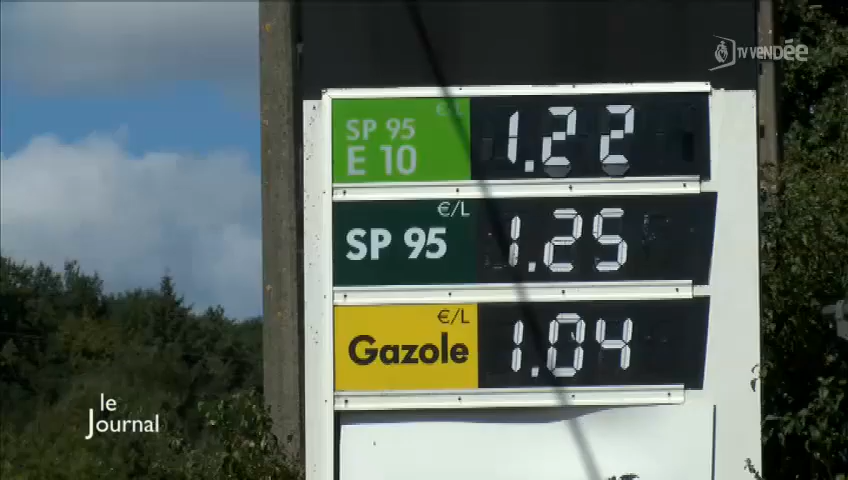 TV VENDÉE
€/L
SP 95
E 10
1.22
€/L
SP 95
1.25
€/L
Gazole
1.04
le
Journal